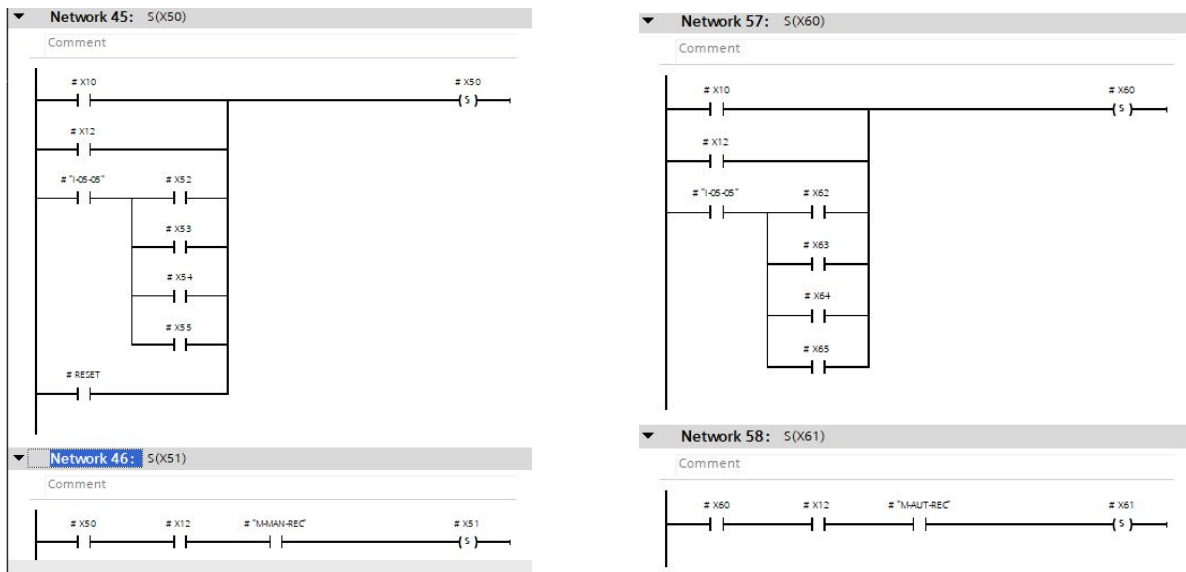 Network 45: S(X50)
Comment
# X10 # X50
( S )
# X12
# "I-05-05" # X52
# X53
# X54
# X55
# RESET
Network 46: S(X51)
Comment
# X50 # X12 # "M-MAN-REC" # X51
( S )
Network 57: S(X60)
Comment
# X10 # X60
( S )
# X12
# "I-05-05" # X62
# X63
# X64
# X65
Network 58: S(X61)
Comment
# X60 # X12 # "M-AUT-REC" # X61
( S )